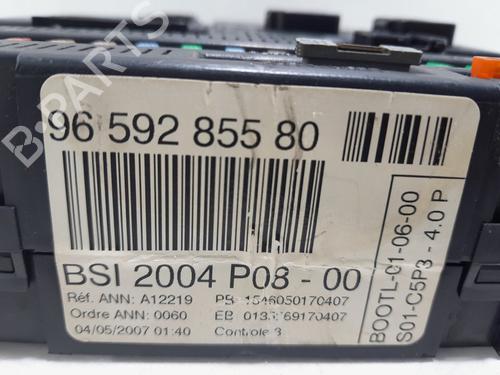 96 592 855 80
BSI 2004 P08 - 00
Réf. ANN: A12219 PS: 1546050170407
Ordre ANN: 0060
04/05/2007 01:40 Controle 3
BOOTL-01-06-00
S01-C5P3 - 4.0 P
B-PARTS